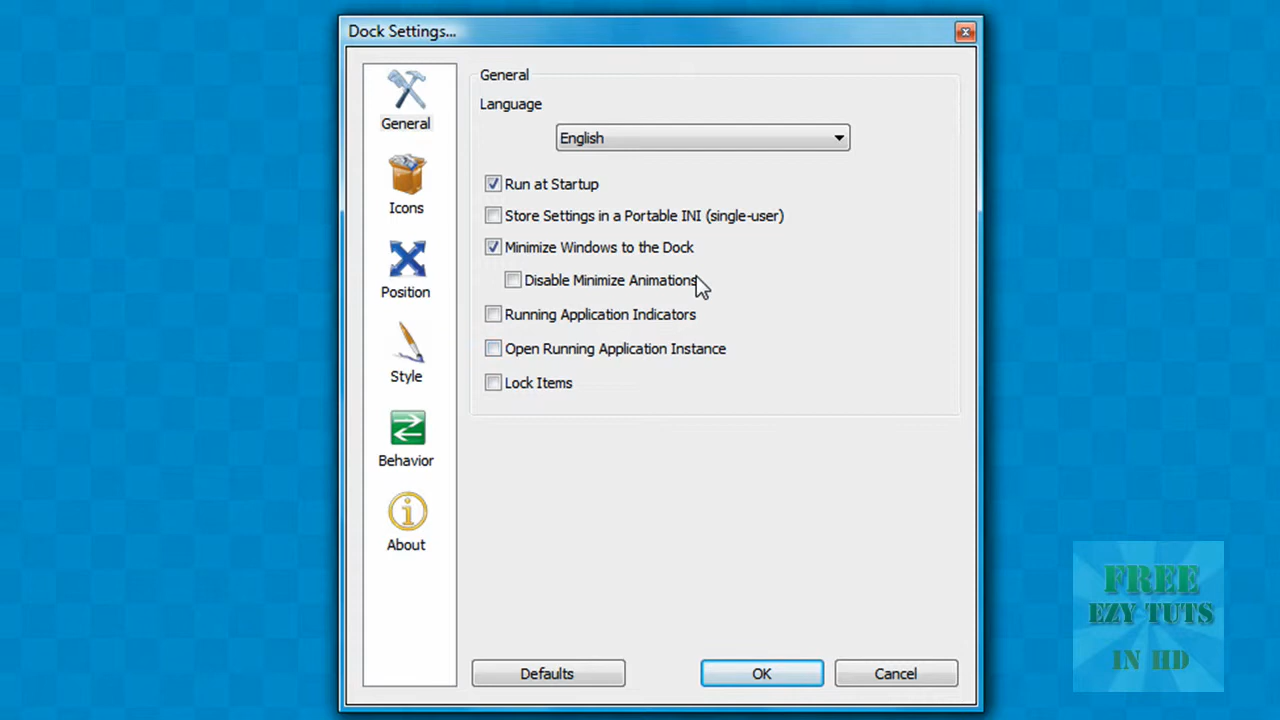 Dock Settings...
General
Icons
Position
Style
Behavior
About
General
Language
English
Run at Startup
Store Settings in a Portable INI (single-user)
Minimize Windows to the Dock
Disable Minimize Animations
Running Application Indicators
Open Running Application Instance
Lock Items
Defaults
OK
Cancel
FREE
EZY TUTS
IN HD